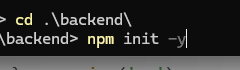 > cd .\backend\
\backend> npm init -y